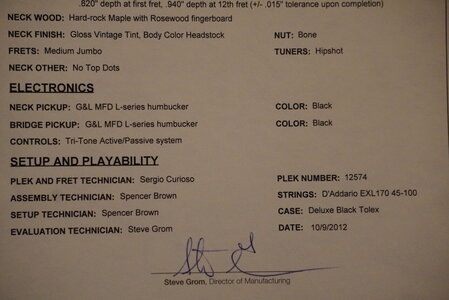 .820" depth at first fret, .940" depth at 12th fret (+/- .015" tolerance upon completion)
NECK WOOD: Hard-rock Maple with Rosewood fingerboard
NECK FINISH: Gloss Vintage Tint, Body Color Headstock NUT: Bone
FRETS: Medium Jumbo TUNERS: Hipshot
NECK OTHER: No Top Dots
ELECTRONICS
NECK PICKUP: G&L MFD L-series humbucker COLOR: Black
BRIDGE PICKUP: G&L MFD L-series humbucker COLOR: Black
CONTROLS: Tri-Tone Active/Passive system
SETUP AND PLAYABILITY
PLEK AND FRET TECHNICIAN: Sergio Curioso PLEK NUMBER: 12574
ASSEMBLY TECHNICIAN: Spencer Brown STRINGS: D'Addario EXL170 45-100
SETUP TECHNICIAN: Spencer Brown CASE: Deluxe Black Tolex
EVALUATION TECHNICIAN: Steve Grom DATE: 10/9/2012
Steve Grom, Director of Manufacturing